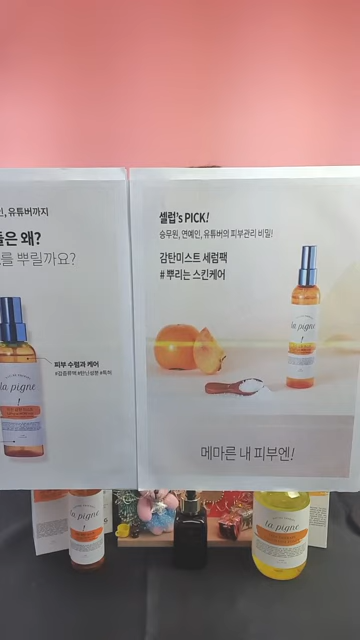 인, 유튜버까지
들은 왜?
를 뿌릴까요?
피부 수렴과 케어
la pigne
셀럽's PICK!
승무원, 연예인, 유튜버의 피부관리 비밀!
감탄미스트 세럼팩
# 뿌리는 스킨케어
la pigne
메마른 내 피부엔!
la pigne
la pigne